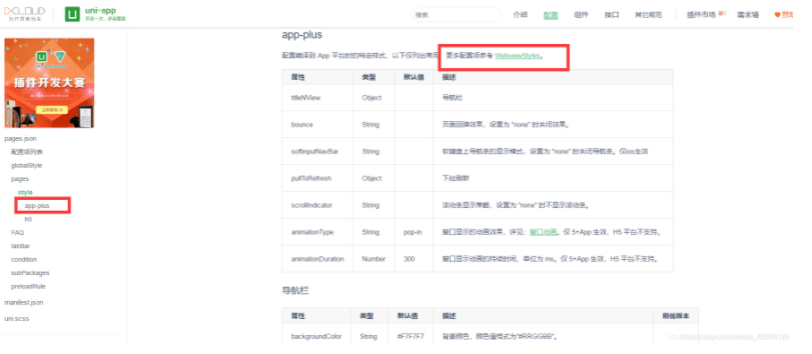 DCLOUD
uni-app
搜索
介绍 配置 组件 接口 其它规范 插件市场 需求墙
插件开发大赛
pages.json
配置项列表
globalStyle
pages
style
app-plus
h5
FAQ
tabBar
condition
subPackages
preloadRule
manifest.json
uni.scss
app-plus
配置编译到 App 平台时的特定样式，以下仅列出常用，更多配置项参考 WebviewStyles。
属性 类型 默认值 描述
titleNView Object 导航栏
bounce String 页面回弹效果，设置为 "none" 时关闭效果。
softinputNavBar String 软键盘上导航条的显示模式，设置为 "none" 时关闭导航条。仅ios生效
pullToRefresh Object 下拉刷新
scrollIndicator String 滚动条显示策略，设置为 "none" 时不显示滚动条。
animationType String pop-in 窗口显示的动画效果，详见：窗口动画。仅 5+App 生效，H5 平台不支持。
animationDuration Number 300 窗口显示动画的持续时间，单位为 ms。仅 5+App 生效，H5 平台不支持。
导航栏
属性 类型 默认值 描述 最低版本
backgroundColor String #F7F7F7 背景颜色，颜色值格式为"#RRGGBB"。